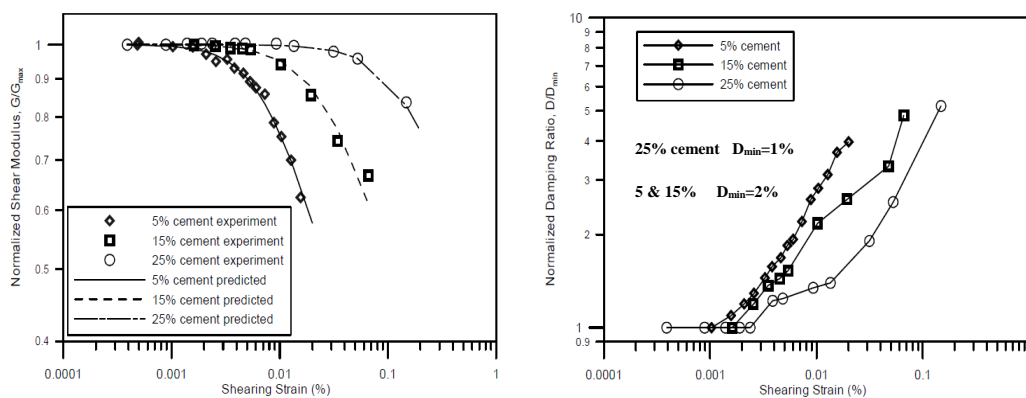 Normalized Shear Modulus, G/Gmax
1
0.9
0.8
0.7
0.6
0.5
0.4
5% cement experiment
15% cement experiment
25% cement experiment
5% cement predicted
15% cement predicted
25% cement predicted
0.0001
0.001
0.01
0.1
1
Shearing Strain (%)
Normalized Damping Ratio, D/Dmin
10
9
8
7
6
5
4
3
2
1
0.9
5% cement
15% cement
25% cement
25% cement Dmin=1%
5 & 15% Dmin=2%
0.0001
0.001
0.01
0.1
1
Shearing Strain (%)